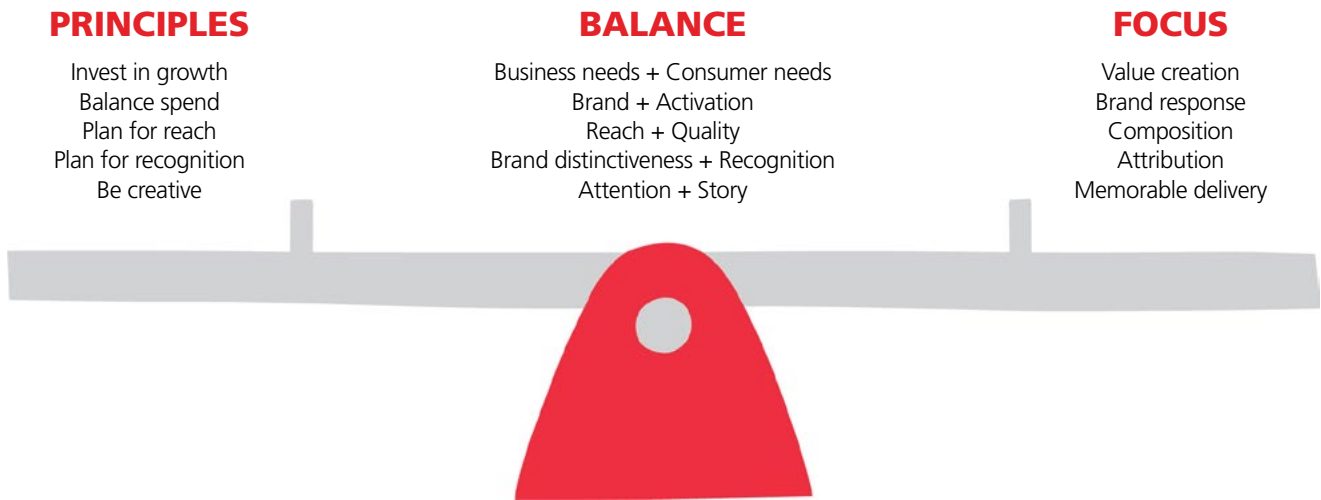 PRINCIPLES
Invest in growth
Balance spend
Plan for reach
Plan for recognition
Be creative
BALANCE
Business needs + Consumer needs
Brand + Activation
Reach + Quality
Brand distinctiveness + Recognition
Attention + Story
FOCUS
Value creation
Brand response
Composition
Attribution
Memorable delivery